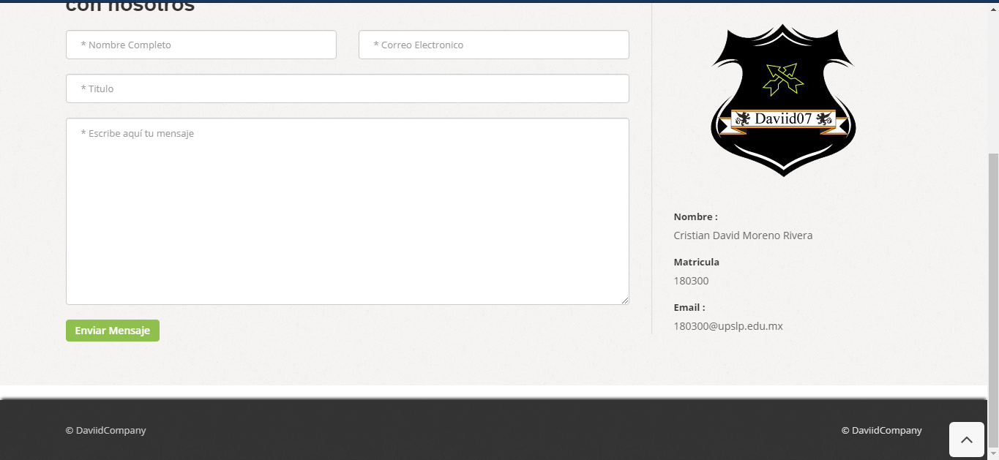 con nosotros
* Nombre Completo
* Correo Electronico
* Titulo
* Escribe aquí tu mensaje
Enviar Mensaje
Daviid07
Nombre :
Cristian David Moreno Rivera
Matricula
180300
Email :
180300@upslp.edu.mx
© DaviidCompany
© DaviidCompany